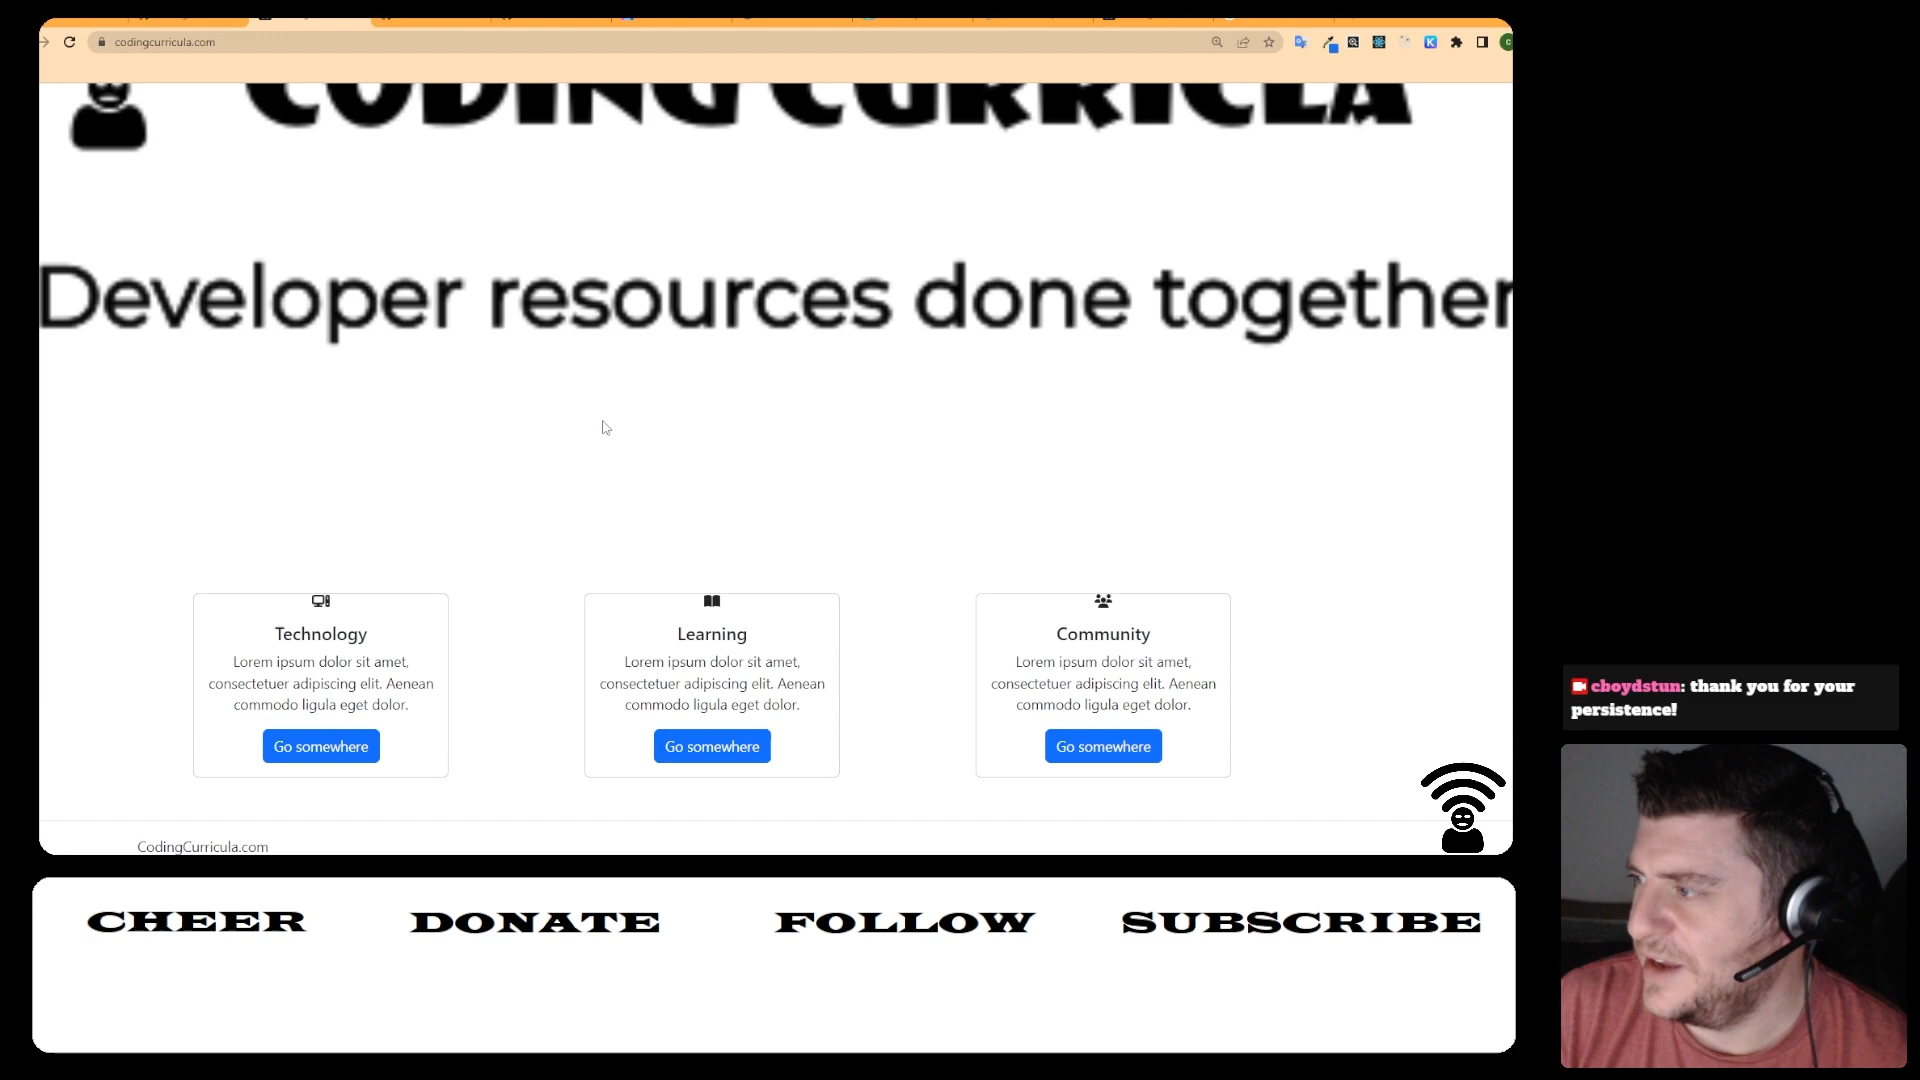 codingcurricula.com
CODING CURRICLA
Developer resources done together
Technology
Lorem ipsum dolor sit amet,
consectetuer adipiscing elit. Aenean
commodo ligula eget dolor.
Go somewhere
Learning
Lorem ipsum dolor sit amet,
consectetuer adipiscing elit. Aenean
commodo ligula eget dolor.
Go somewhere
Community
Lorem ipsum dolor sit amet,
consectetuer adipiscing elit. Aenean
commodo ligula eget dolor.
Go somewhere
CodingCurricula.com
cboydstun: thank you for your
persistence!
CHEER DONATE FOLLOW SUBSCRIBE